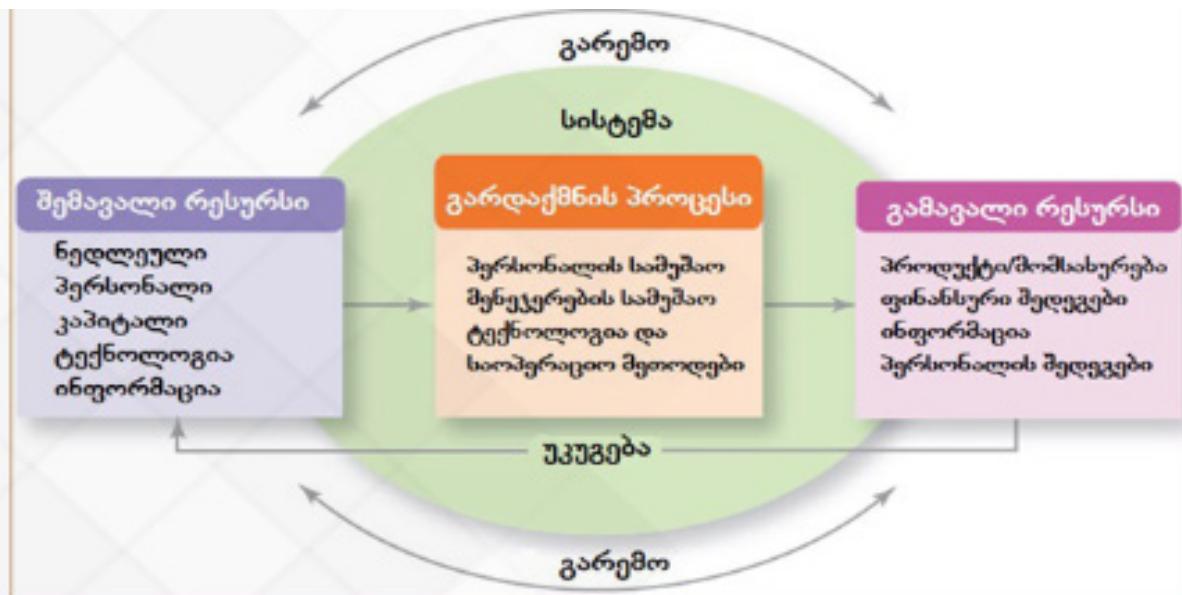 გარემო
სისტემა
შემავალი რესურსი
ნედლეული
პერსონალი
კაპიტალი
ტექნოლოგია
ინფორმაცია
გარდაქმნის პროცესი
პერსონალის სამუშაო
მენეჯერების სამუშაო
ტექნოლოგია და
საოპერაციო მეთოდები
გამავალი რესურსი
პროდუქტი/მომსახურება
ფინანსური შედეგები
ინფორმაცია
პერსონალის შედეგები
უკუგება
გარემო